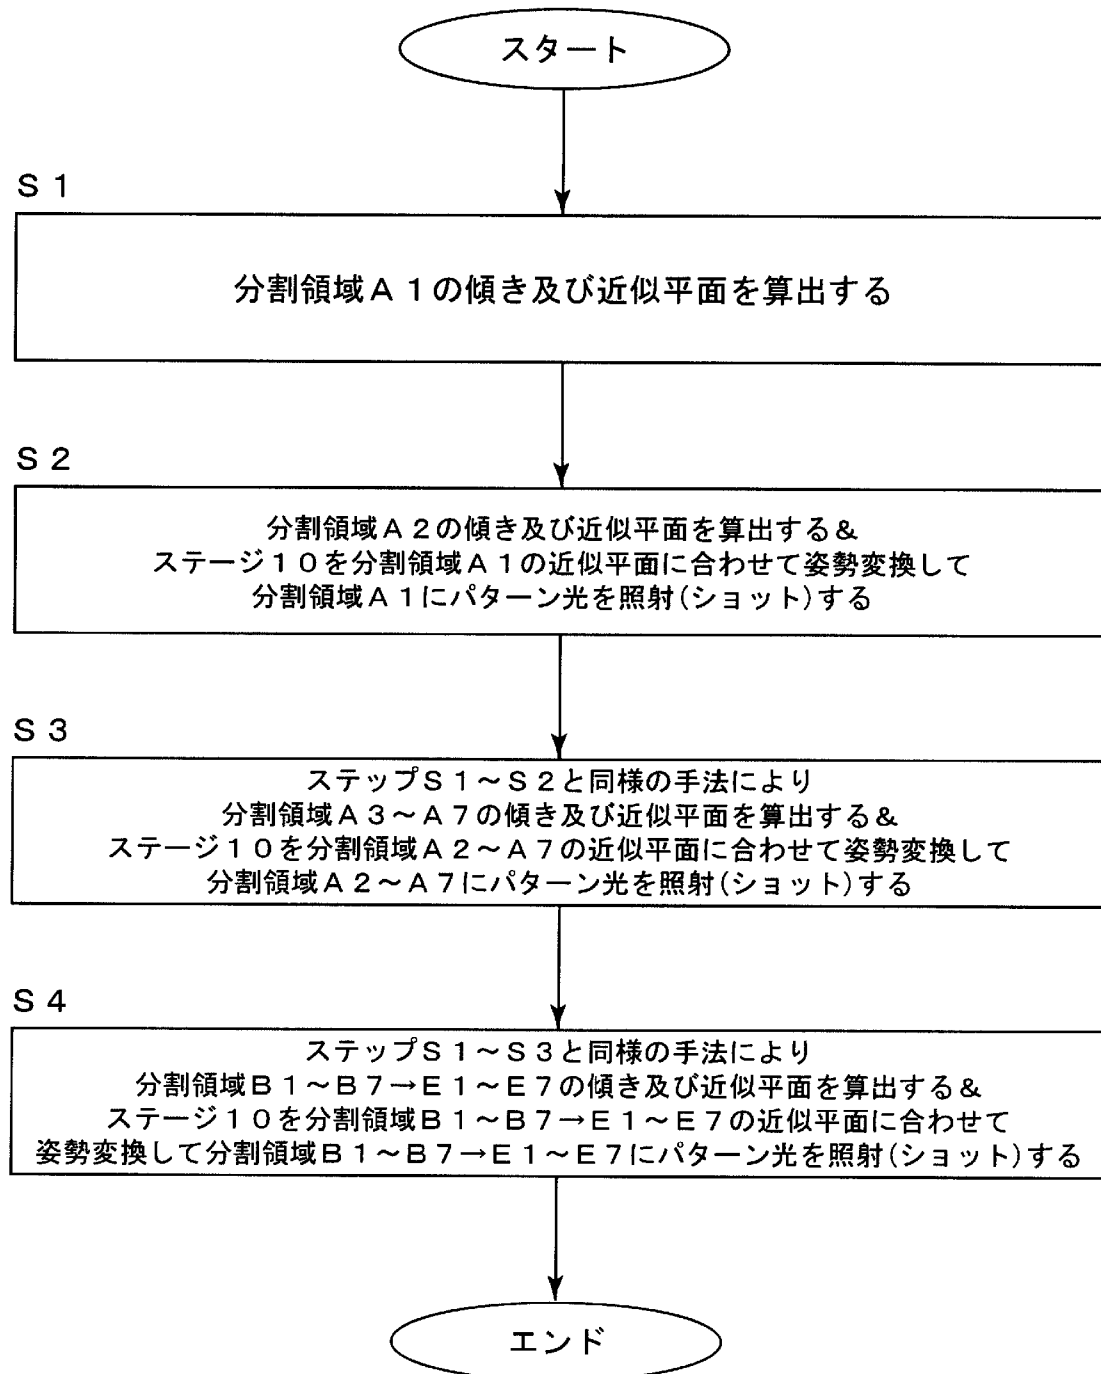 スタート
S1
分割領域A1の傾き及び近似平面を算出する
S2
分割領域A2の傾き及び近似平面を算出する&
ステージ10を分割領域A1の近似平面に合わせて姿勢変換して
分割領域A1にパターン光を照射(ショット)する
S3
ステップS1~S2と同様の手法により
分割領域A3~A7の傾き及び近似平面を算出する&
ステージ10を分割領域A2~A7の近似平面に合わせて姿勢変換して
分割領域A2~A7にパターン光を照射(ショット)する
S4
ステップS1~S3と同様の手法により
分割領域B1~B7→E1~E7の傾き及び近似平面を算出する&
ステージ10を分割領域B1~B7→E1~E7の近似平面に合わせて
姿勢変換して分割領域B1~B7→E1~E7にパターン光を照射(ショット)する
エンド